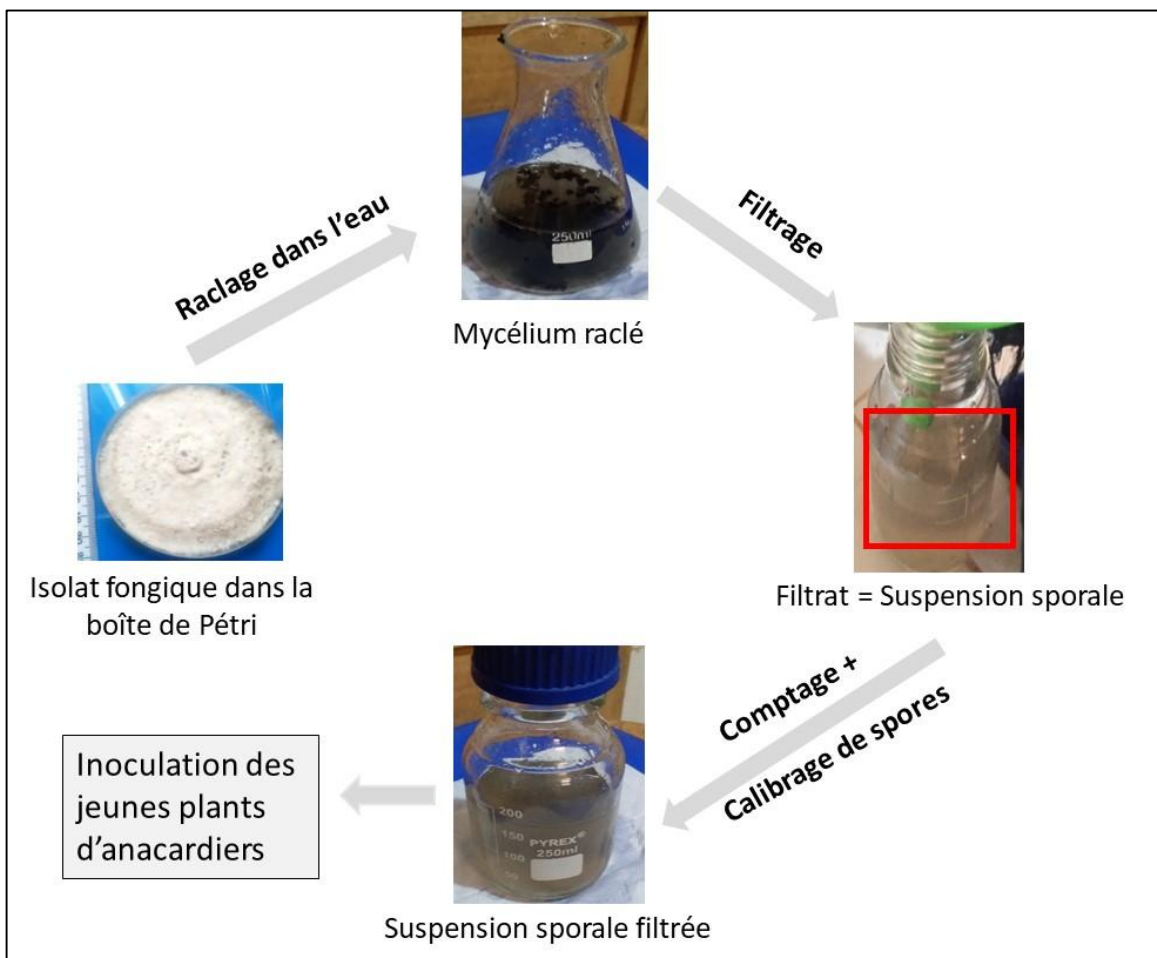 Raclage dans l'eau
250ml
Mycélium raclé
Filtrage
Isolat fongique dans la
boîte de Pétri
Filtrat = Suspension sporale
Comptage +
Calibrage de spores
200
150
PYREX®
250ml
100
50
Suspension sporale filtrée
Inoculation des
jeunes plants
d'anacardiers